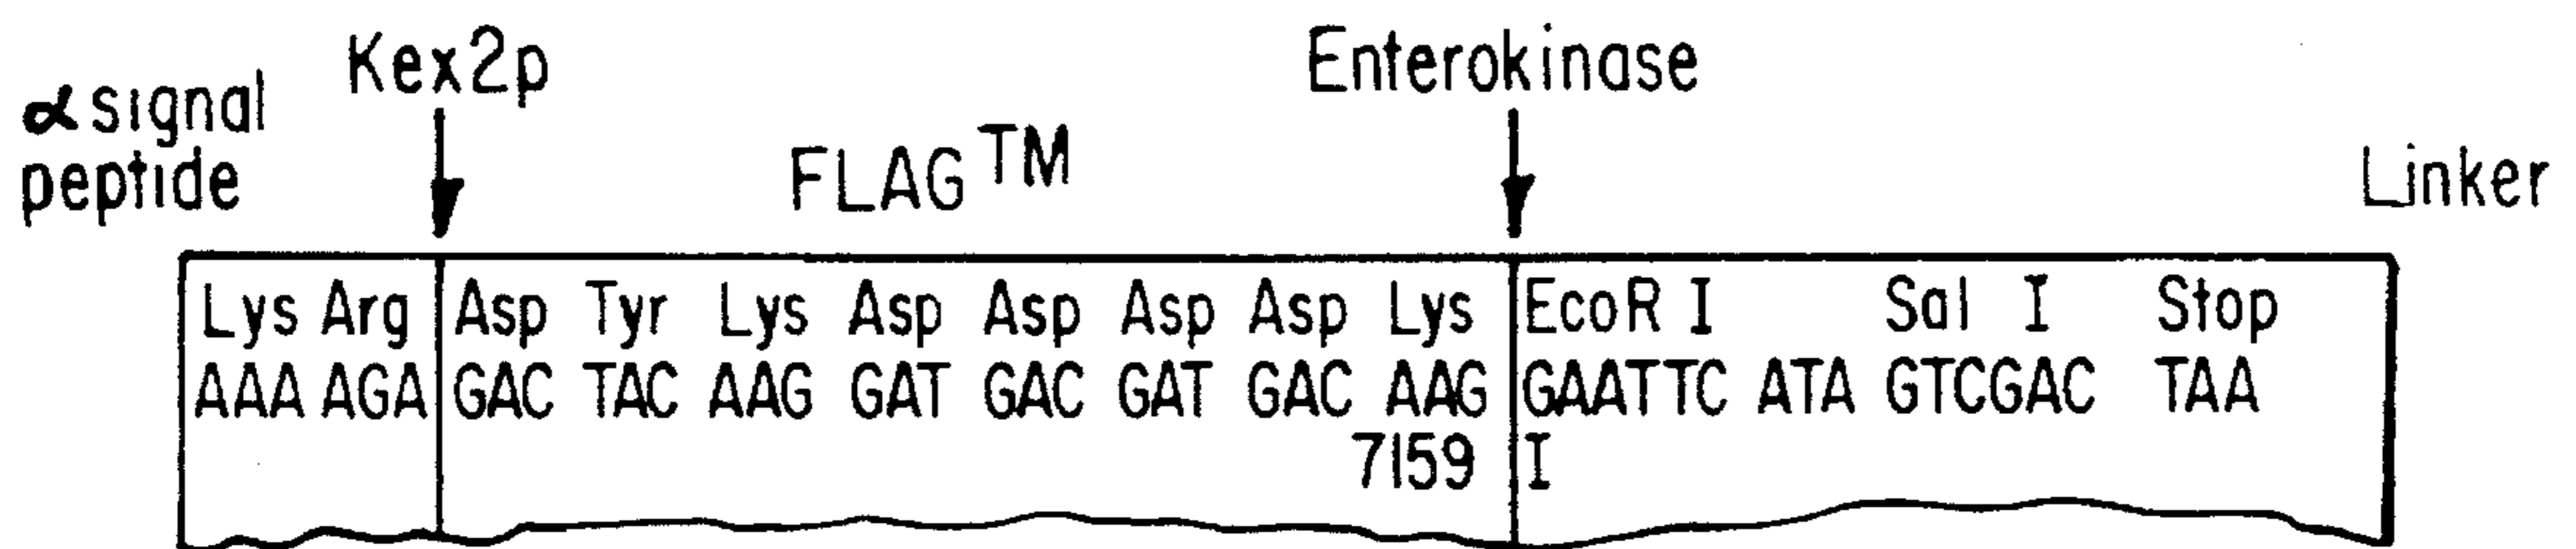 α signal peptide
Kex2p
FLAG™
Enterokinase
Linker
Lys Arg Asp Tyr Lys Asp Asp Asp Asp Lys EcoR I Sal I Stop
AAA AGA GAC TAC AAG GAT GAC GAT GAC AAG GAATTC ATA GTCGAC TAA
7159 I